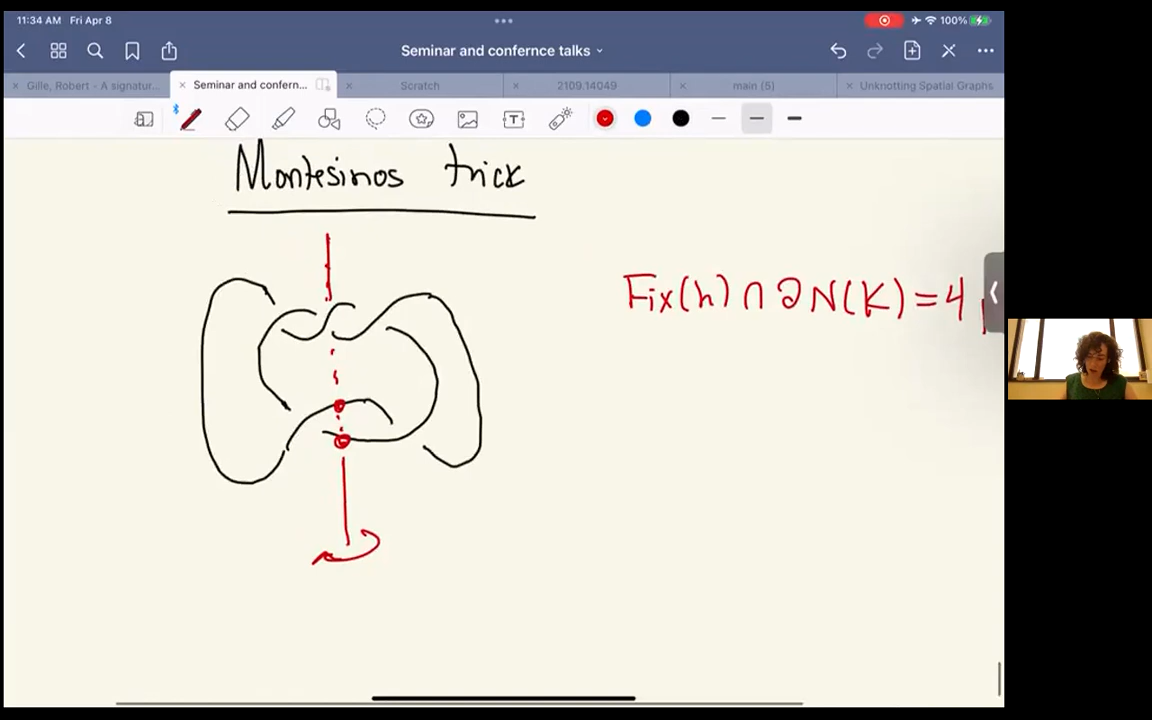 11:34 AM Fri Apr 8
100%
Seminar and confernce talks
Gille, Robert - A signatur...
Seminar and confern...
Scratch
2109.14049
main (5)
Unknotting Spatial Graphs
Montesinos trick
Fix(h) ∩ ∂N(K) = 4